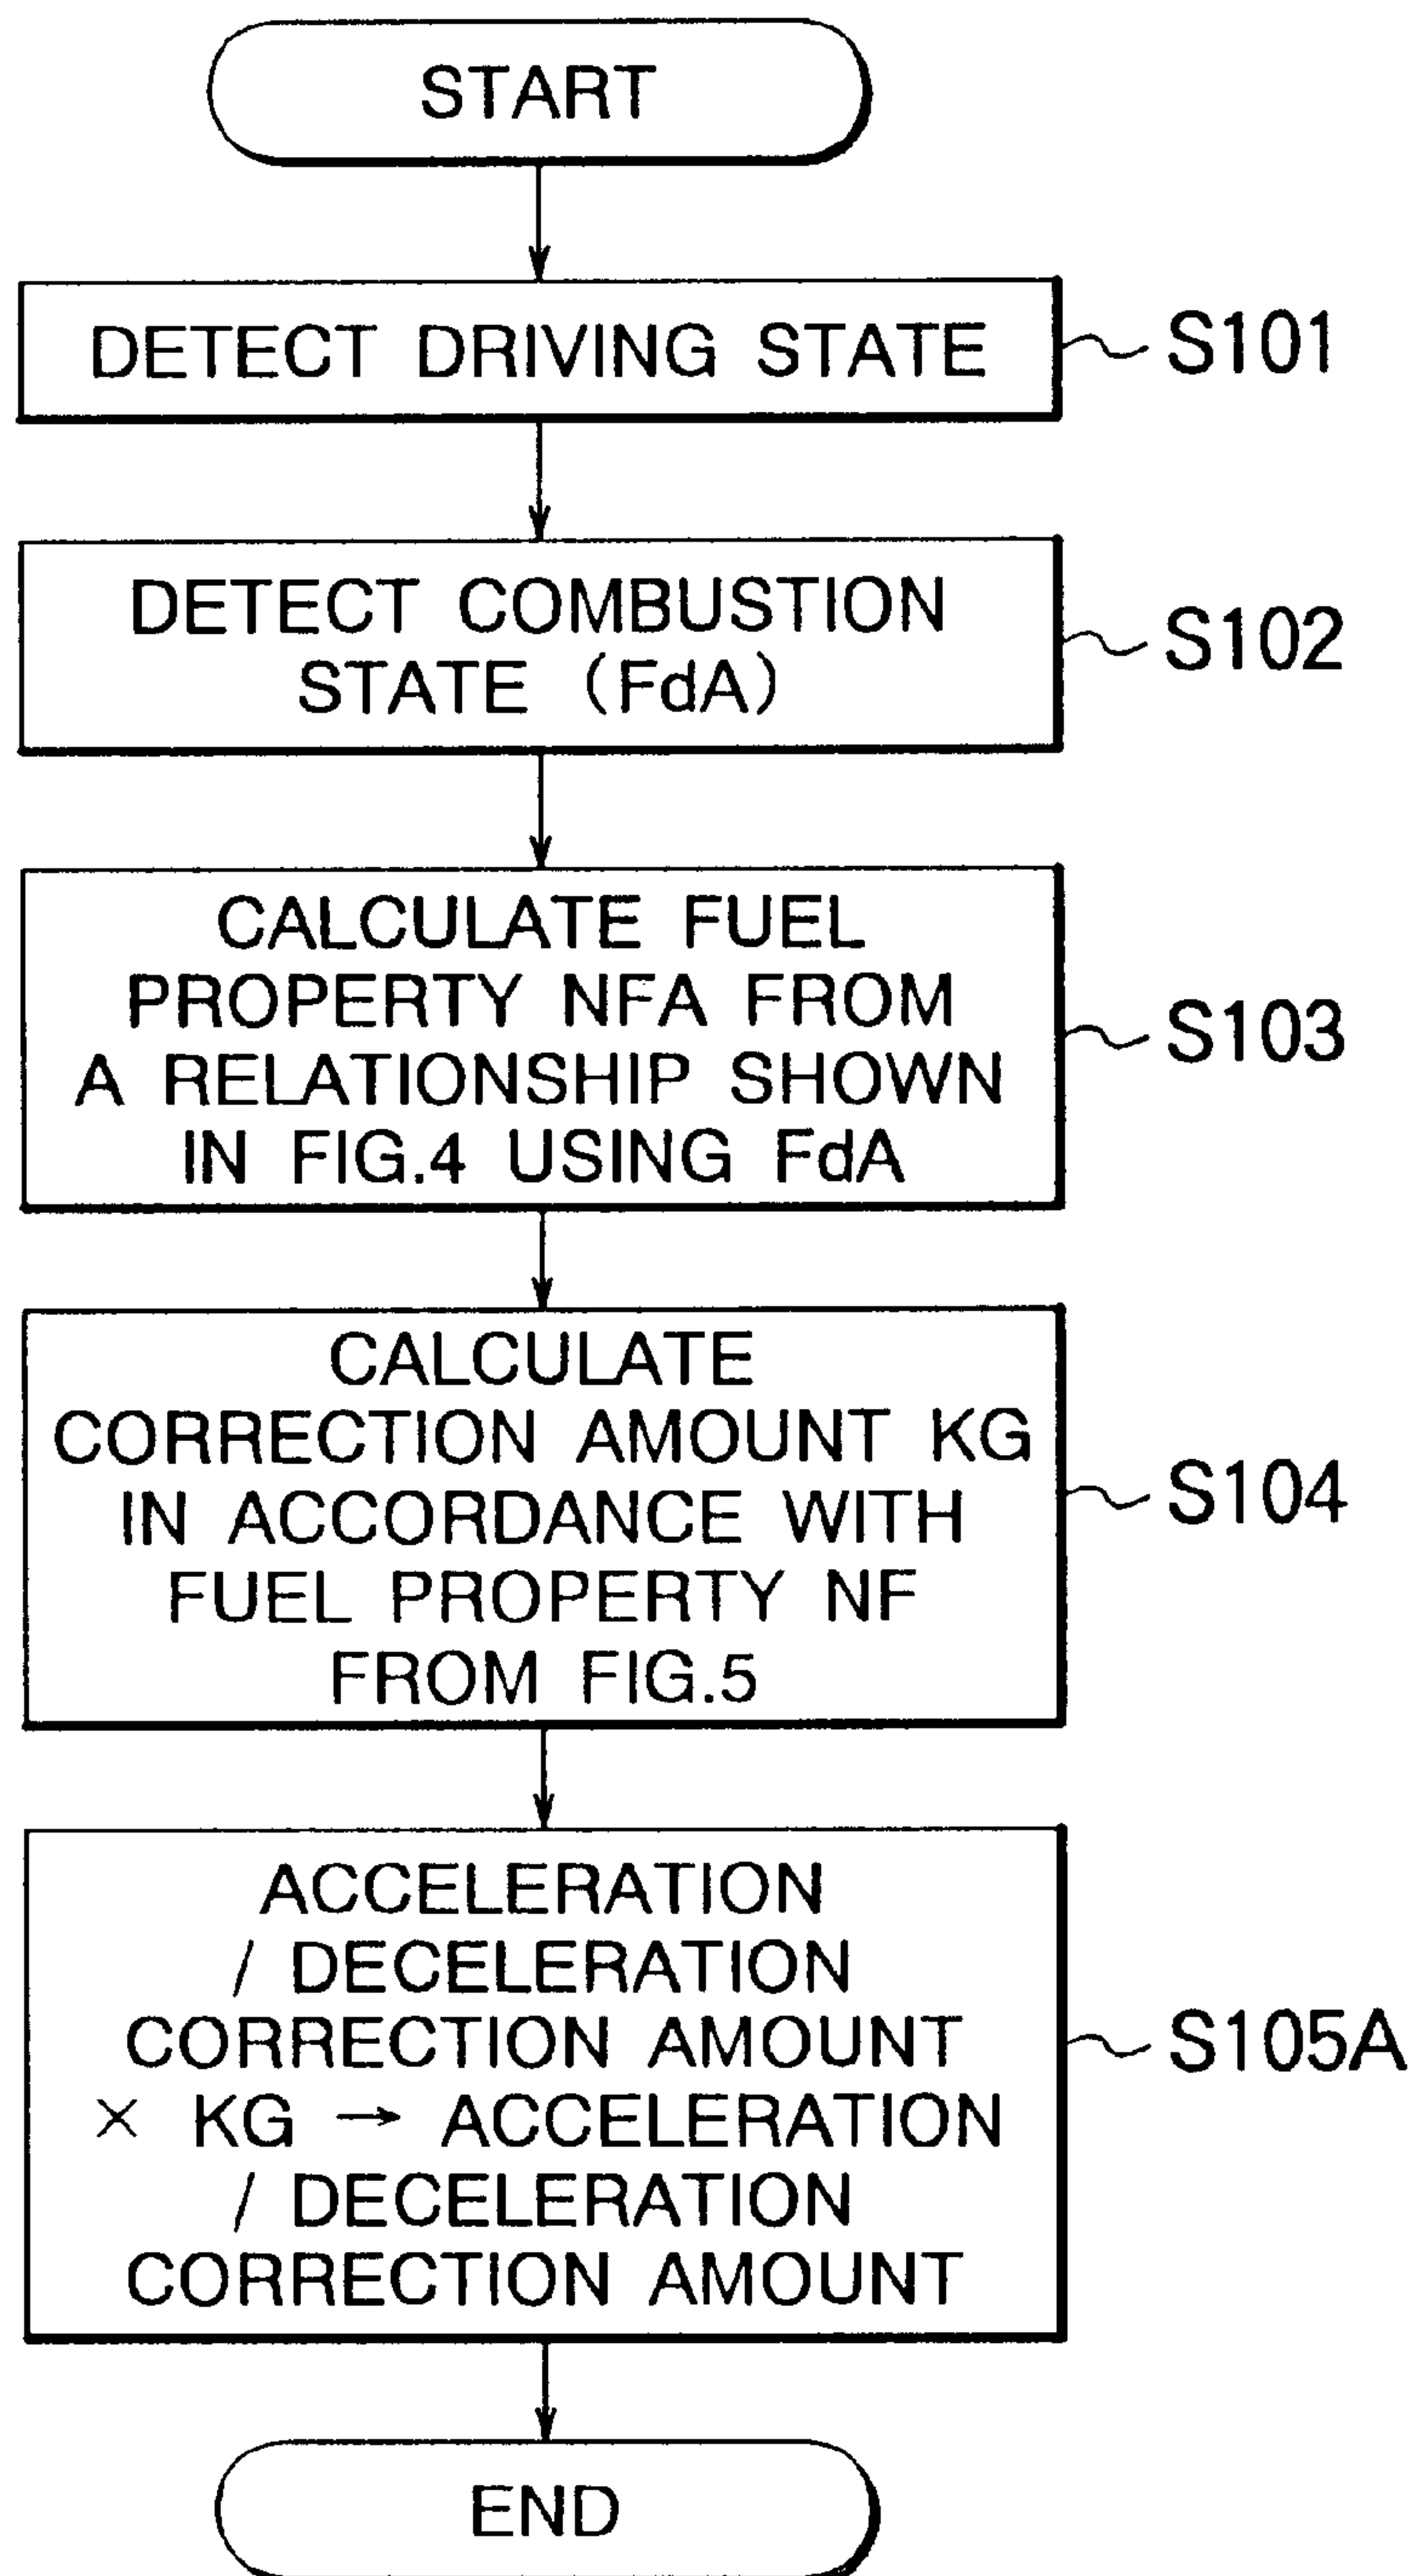 START
DETECT DRIVING STATE
S101
DETECT COMBUSTION
STATE (FdA)
S102
CALCULATE FUEL
PROPERTY NFA FROM
A RELATIONSHIP SHOWN
IN FIG.4 USING FdA
S103
CALCULATE
CORRECTION AMOUNT KG
IN ACCORDANCE WITH
FUEL PROPERTY NF
FROM FIG.5
S104
ACCELERATION
/ DECELERATION
CORRECTION AMOUNT
× KG → ACCELERATION
/ DECELERATION
CORRECTION AMOUNT
S105A
END